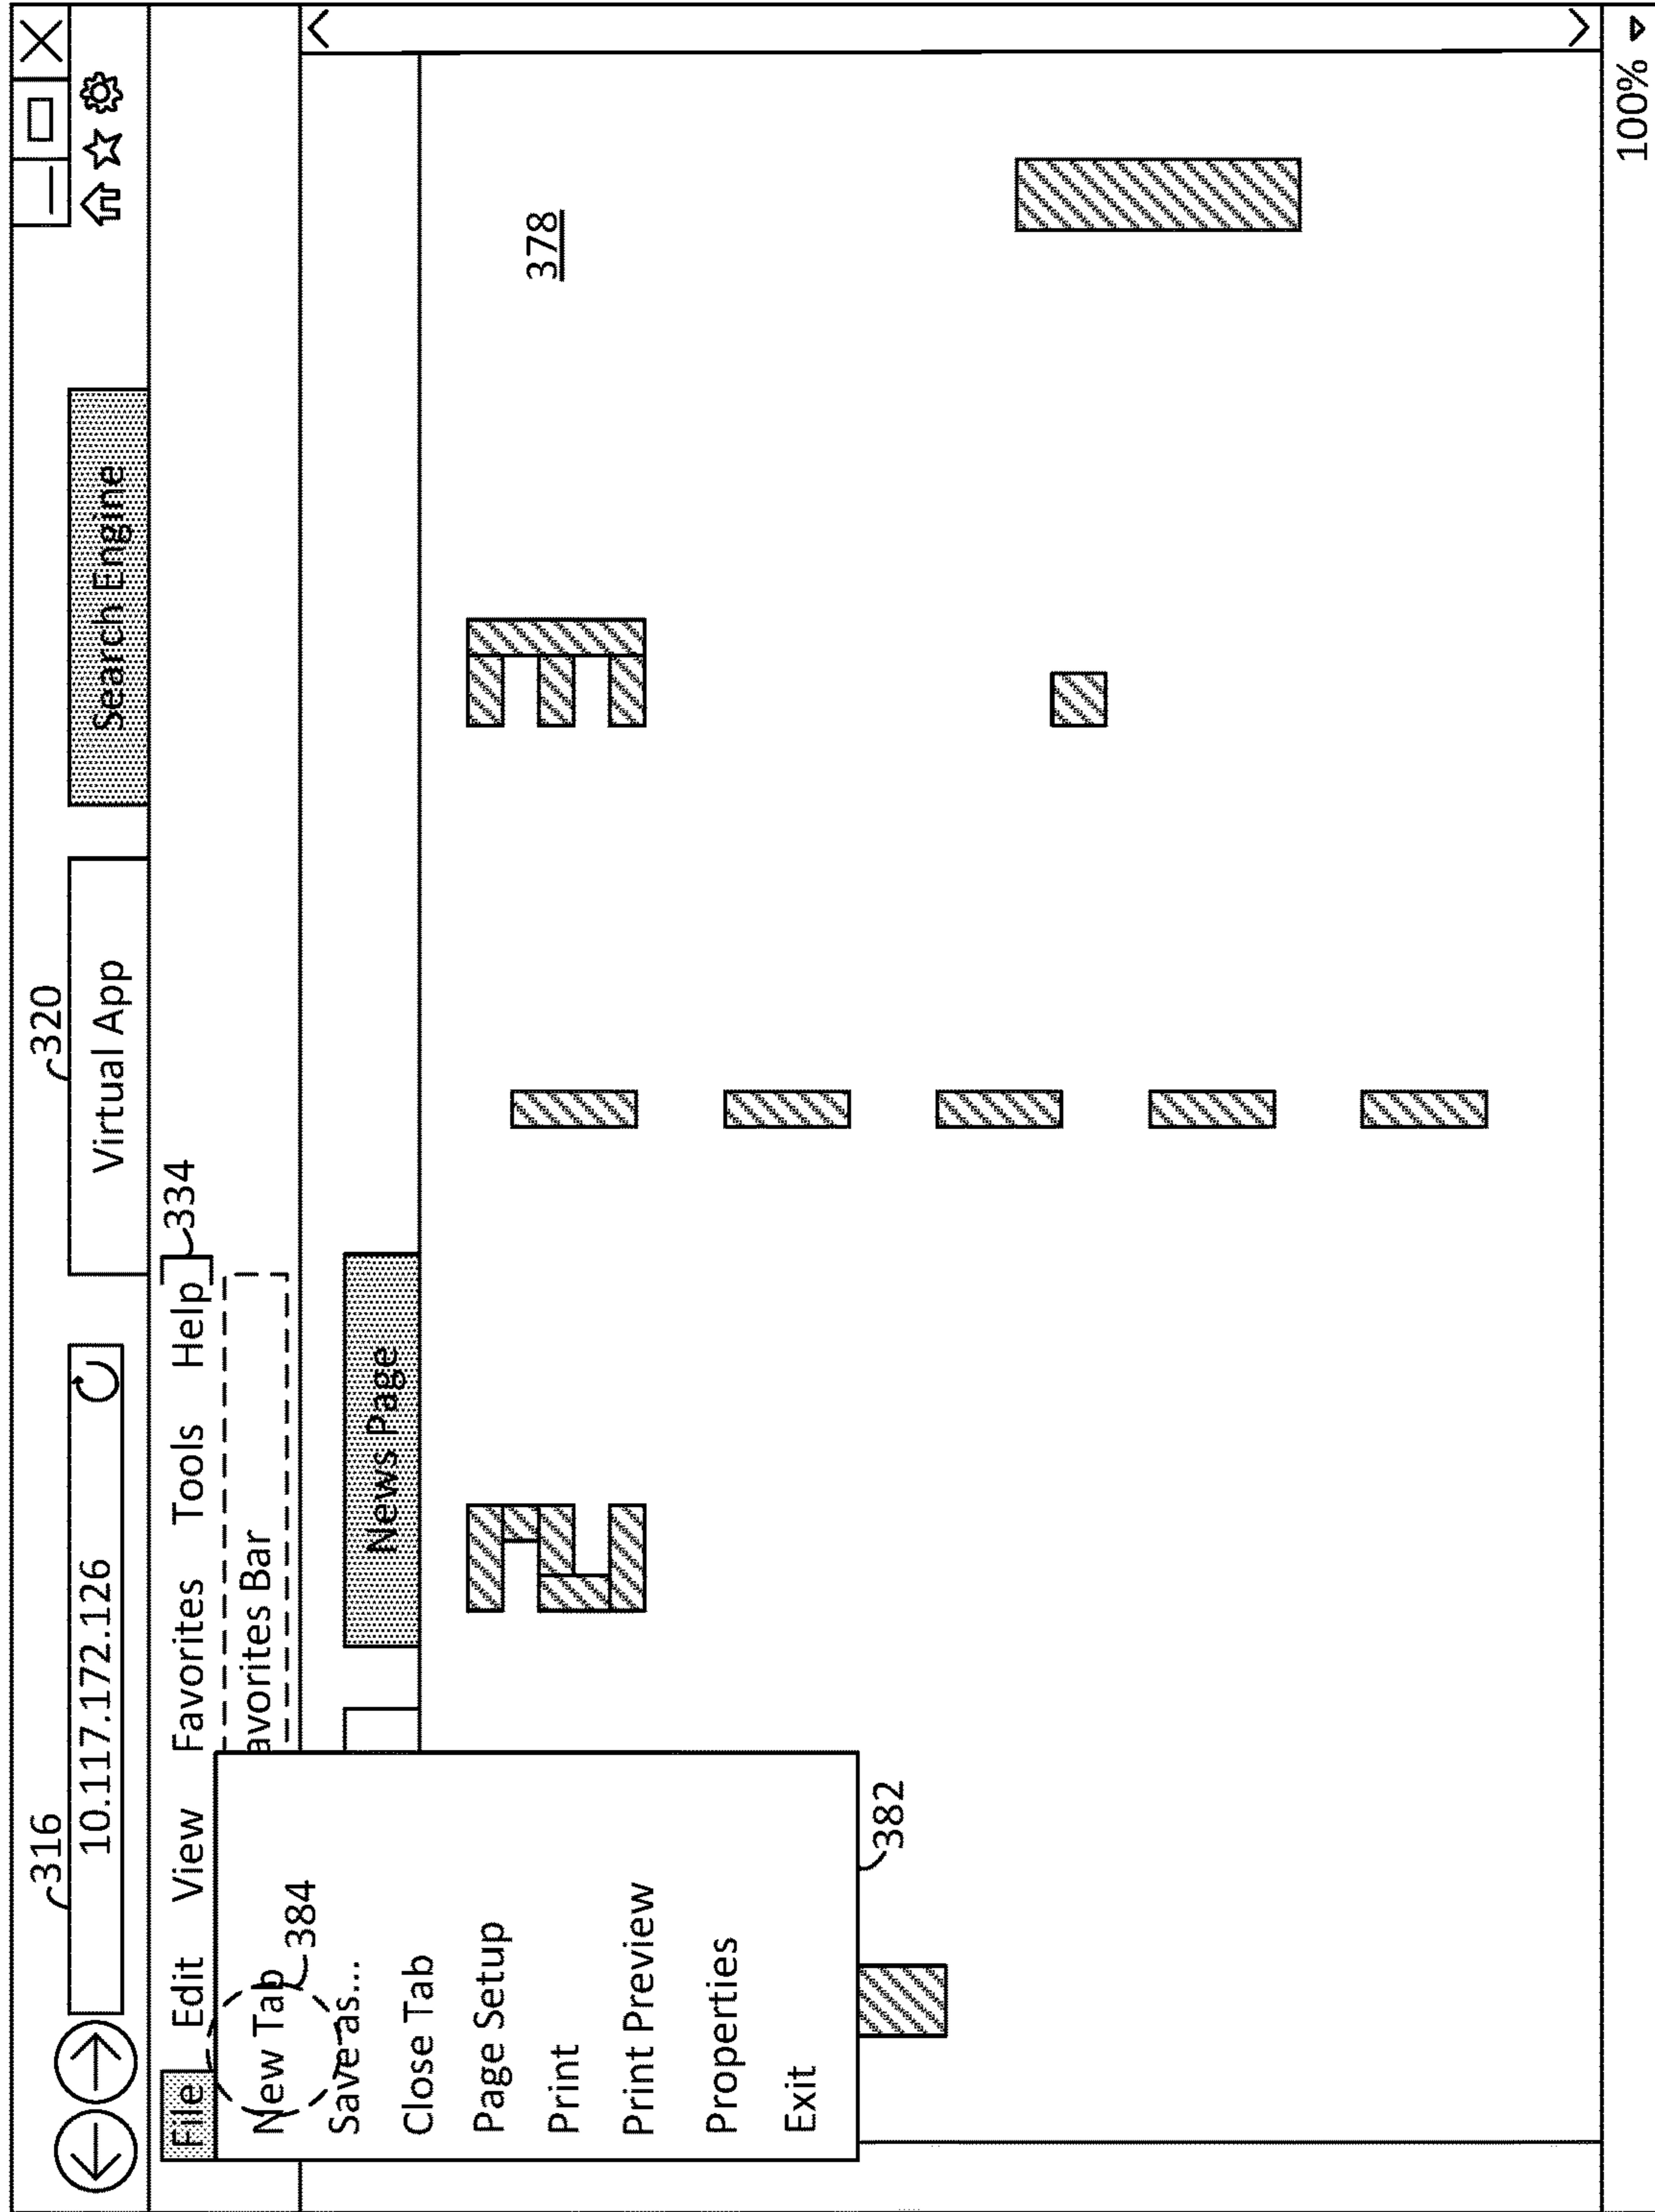 316
320
10.117.172.126
Virtual App
Search Engine
File Edit View Favorites Tools Help
334
New Tab
avorites Bar
384
Save as...
News Page
Close Tab
Page Setup
378
Print
Print Preview
Properties
Exit
382
100%